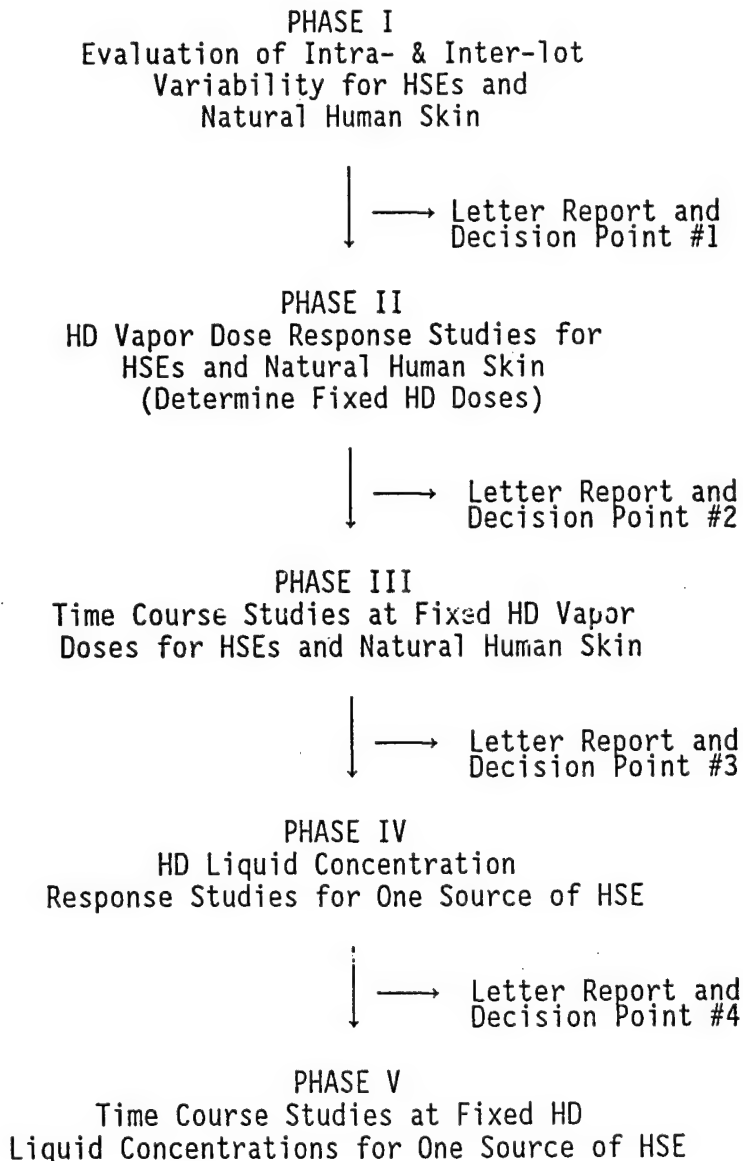 PHASE I
Evaluation of Intra- & Inter-lot
Variability for HSEs and
Natural Human Skin
Letter Report and
Decision Point #1
PHASE II
HD Vapor Dose Response Studies for
HSEs and Natural Human Skin
(Determine Fixed HD Doses)
Letter Report and
Decision Point #2
PHASE III
Time Course Studies at Fixed HD Vapor
Doses for HSEs and Natural Human Skin
Letter Report and
Decision Point #3
PHASE IV
HD Liquid Concentration
Response Studies for One Source of HSE
Letter Report and
Decision Point #4
PHASE V
Time Course Studies at Fixed HD
Liquid Concentrations for One Source of HSE